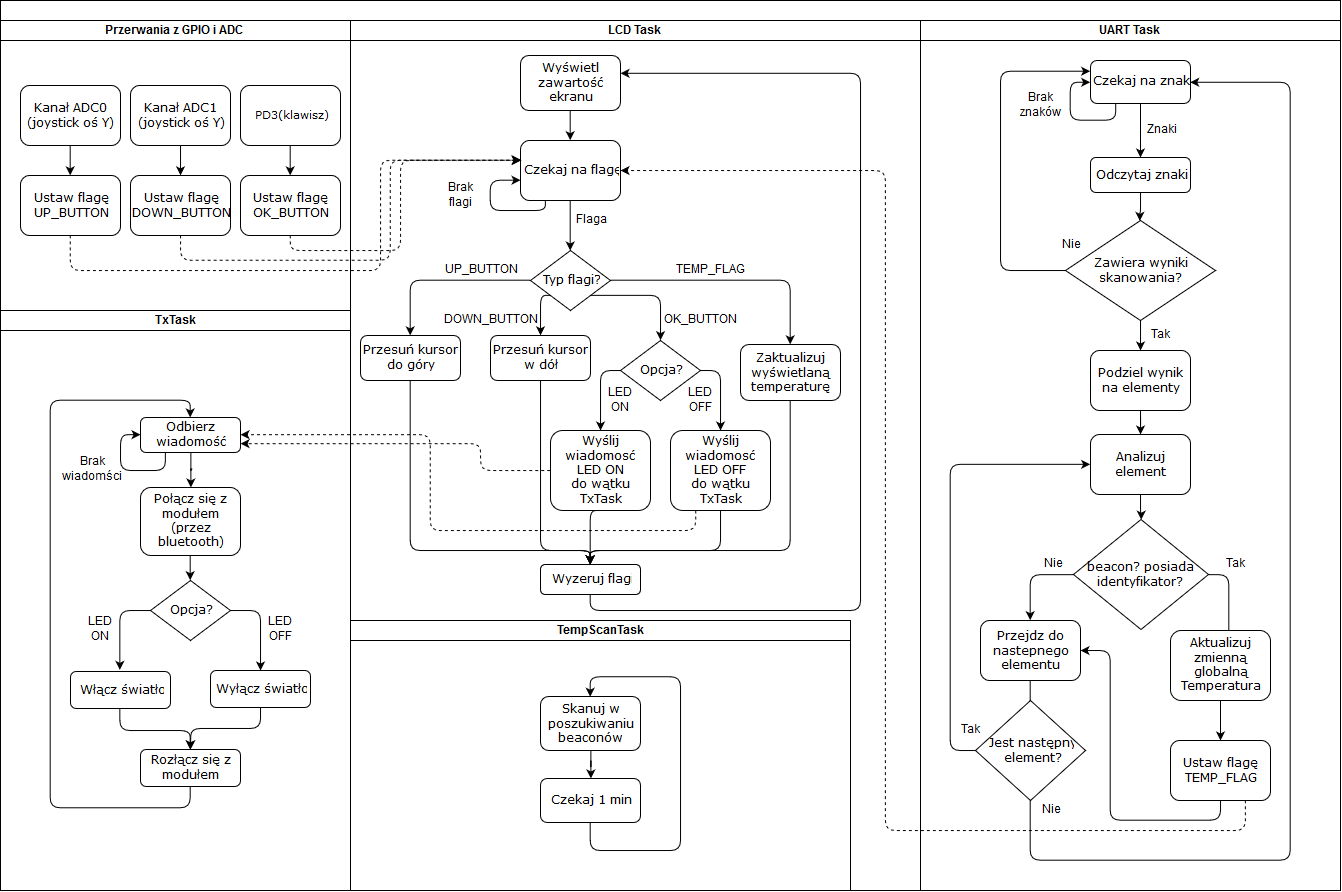 Przerwania z GPIO i ADC
Kanał ADC0
(joystick oś Y)
Kanał ADC1
(joystick oś Y)
PD3(klawisz)
Ustaw flagę
UP_BUTTON
Ustaw flagę
DOWN_BUTTON
Ustaw flagę
OK_BUTTON
TxTask
Odbierz
wiadomość
Brak
wiadomści
Połącz się z
modułem
(przez
bluetooth)
Opcja?
LED
ON
LED
OFF
Włącz światło
Wyłącz światło
Rozłącz się z
modułem
LCD Task
Wyświetl
zawartość
ekranu
Czekaj na flagę
Brak
flagi
Flaga
Typ flagi?
UP_BUTTON
TEMP_FLAG
DOWN_BUTTON
OK_BUTTON
Przesuń kursor
do góry
Przesuń kursor
w dół
Opcja?
Zaktualizuj
wyświetlaną
temperaturę
LED
ON
LED
OFF
Wyślij
wiadomość
LED ON
do wątku
TxTask
Wyślij
wiadomość
LED OFF
do wątku
TxTask
Wyzeruj flagi
TempScanTask
Skanuj w
poszukiwaniu
beaconów
Czekaj 1 min
UART Task
Czekaj na znak
Brak
znaków
Znaki
Odczytaj znaki
Nie
Zawiera wyniki
skanowania?
Tak
Podziel wynik
na elementy
Analizuj
element
Nie
beacon? posiada
identyfikator?
Tak
Przejdz do
nastepnego
elementu
Aktualizuj
zmienną
globalną
Temperatura
Tak
Jest następny
element?
Ustaw flagę
TEMP_FLAG
Nie